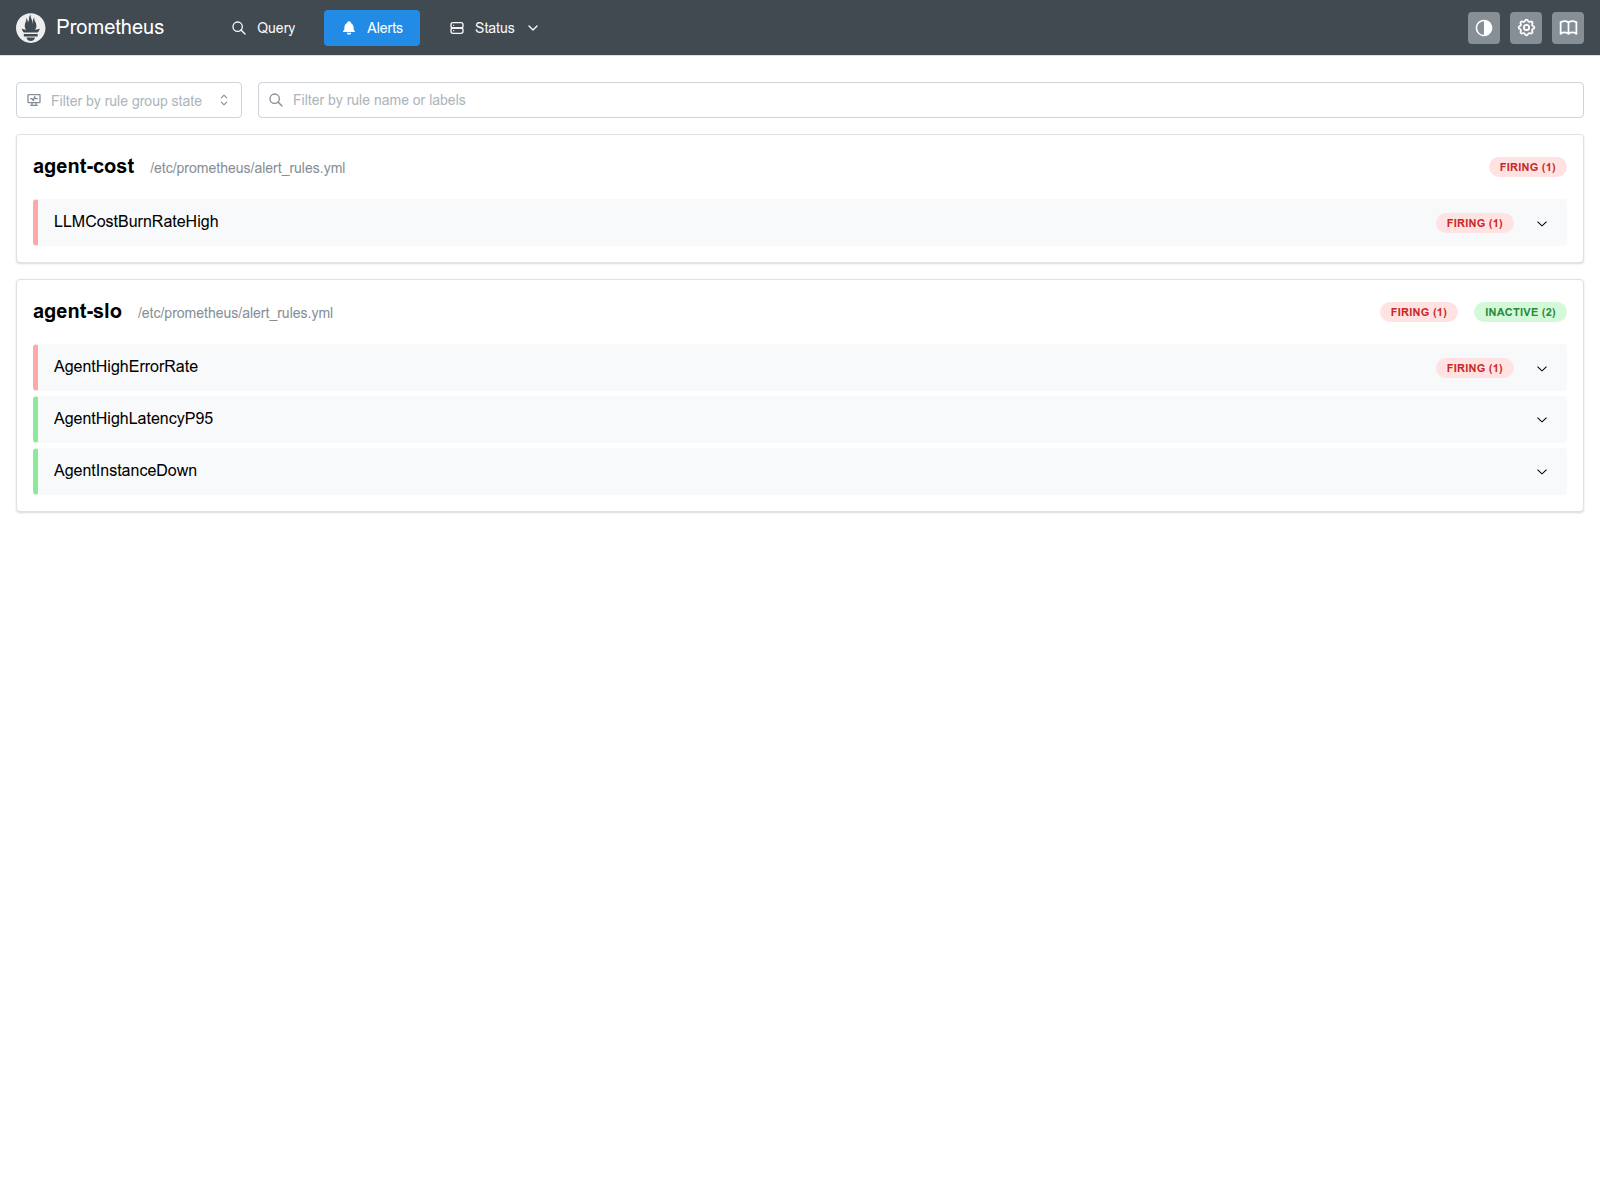 Prometheus Query Alerts Status
Filter by rule group state Filter by rule name or labels
agent-cost /etc/prometheus/alert_rules.yml FIRING (1)
LLMCostBurnRateHigh FIRING (1)
agent-slo /etc/prometheus/alert_rules.yml FIRING (1) INACTIVE (2)
AgentHighErrorRate FIRING (1)
AgentHighLatencyP95
AgentInstanceDown